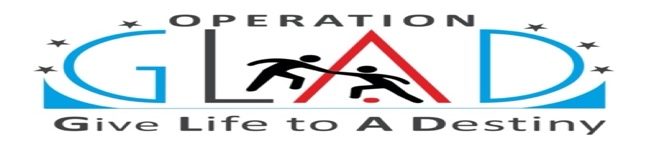 OPERATION
GLAD
Give Life to A Destiny